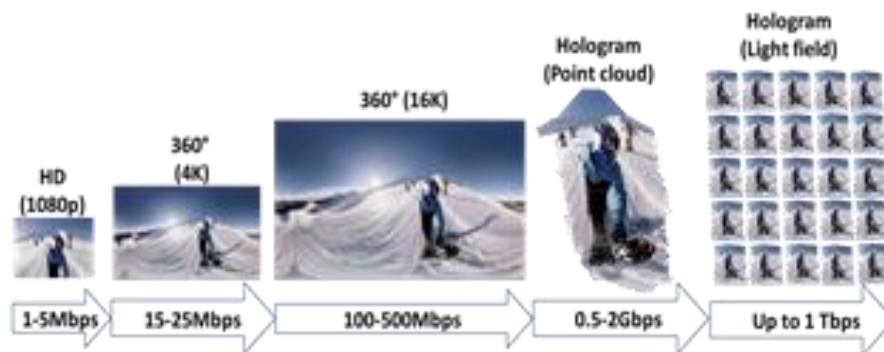 HD
(1080p)
360°
(4K)
360° (16K)
Hologram
(Point cloud)
Hologram
(Light field)
1-5Mbps
15-25Mbps
100-500Mbps
0.5-2Gbps
Up to 1 Tbps